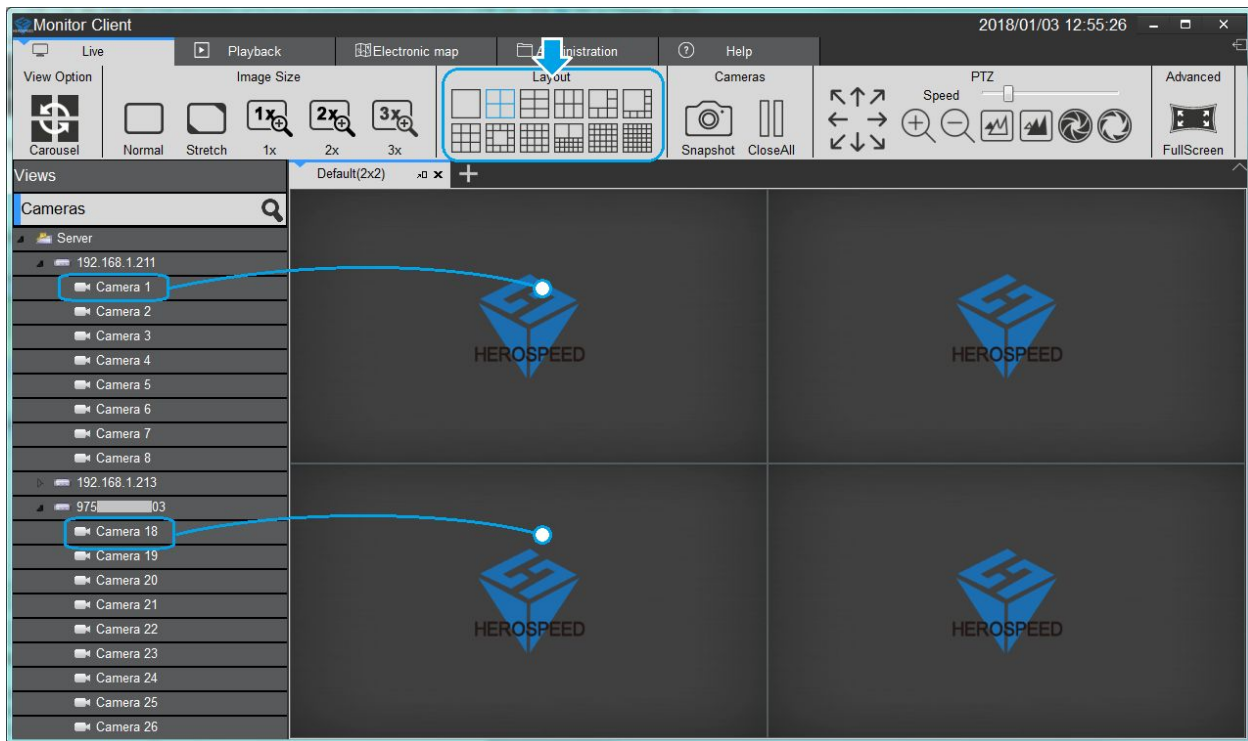 Monitor Client 2018/01/03 12:55:26
Live Playback Electronic map Administration Help
View Option Image Size Layout Cameras PTZ Advanced
Speed
1x 2x 3x
Carousel Normal Stretch 1x 2x 3x Snapshot CloseAll FullScreen
Views Default(2x2)
Cameras
Server
192.168.1.211
Camera 1
Camera 2
Camera 3
Camera 4
Camera 5
Camera 6
Camera 7
Camera 8
192.168.1.213
975 03
Camera 18
Camera 19
Camera 20
Camera 21
Camera 22
Camera 23
Camera 24
Camera 25
Camera 26
HEROSPEED HEROSPEED
HEROSPEED HEROSPEED